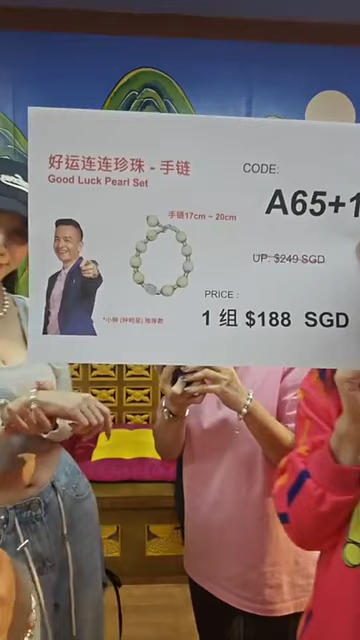 好运连连珍珠 - 手链
Good Luck Pearl Set
CODE:
A65+1
手链17cm ~ 20cm
UP: $249 SGD
PRICE :
1 组 $188 SGD